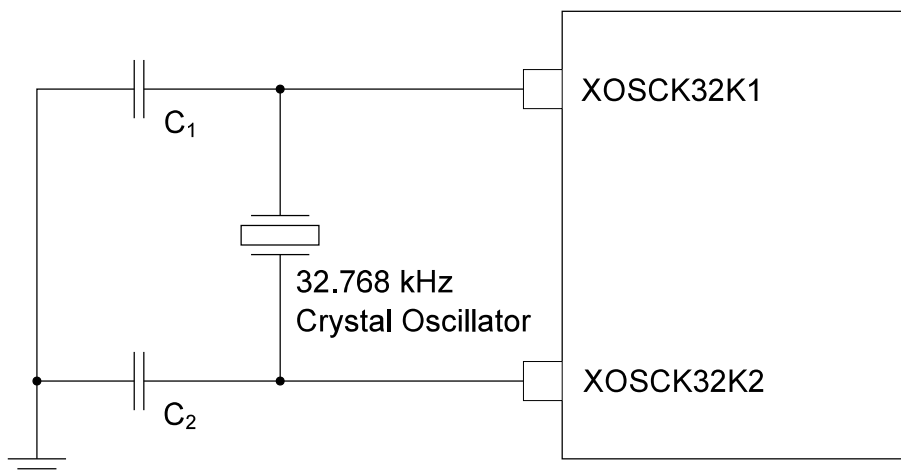 XOSCK32K1
C₁
32.768 kHz
Crystal Oscillator
XOSCK32K2
C₂